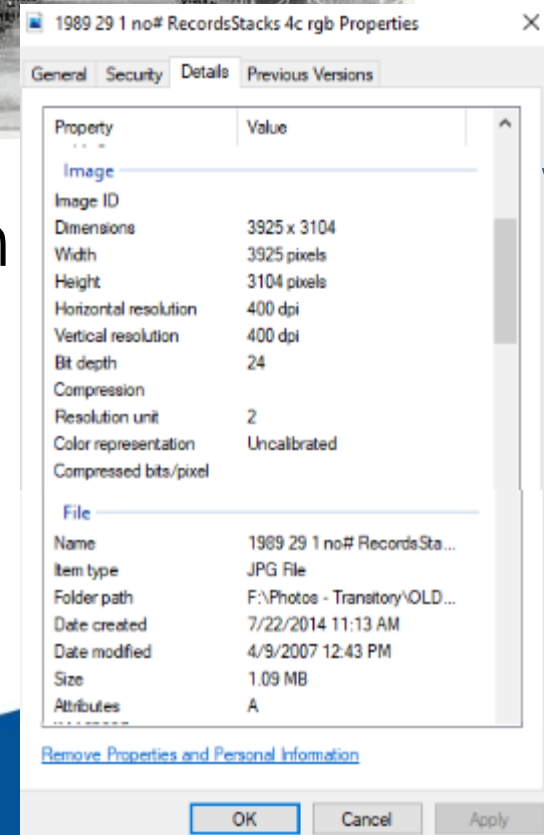 1989 29 1 no# RecordsStacks 4c rgb Properties
General Security Details Previous Versions
Property Value
Image
Image ID
Dimensions 3925 x 3104
Width 3925 pixels
Height 3104 pixels
Horizontal resolution 400 dpi
Vertical resolution 400 dpi
Bit depth 24
Compression
Resolution unit 2
Color representation Uncalibrated
Compressed bits/pixel
File
Name 1989 29 1 no# RecordsSta...
Item type JPG File
Folder path F:\Photos - Transitory\OLD...
Date created 7/22/2014 11:13 AM
Date modified 4/9/2007 12:43 PM
Size 1.09 MB
Attributes A
Remove Properties and Personal Information
OK Cancel Apply